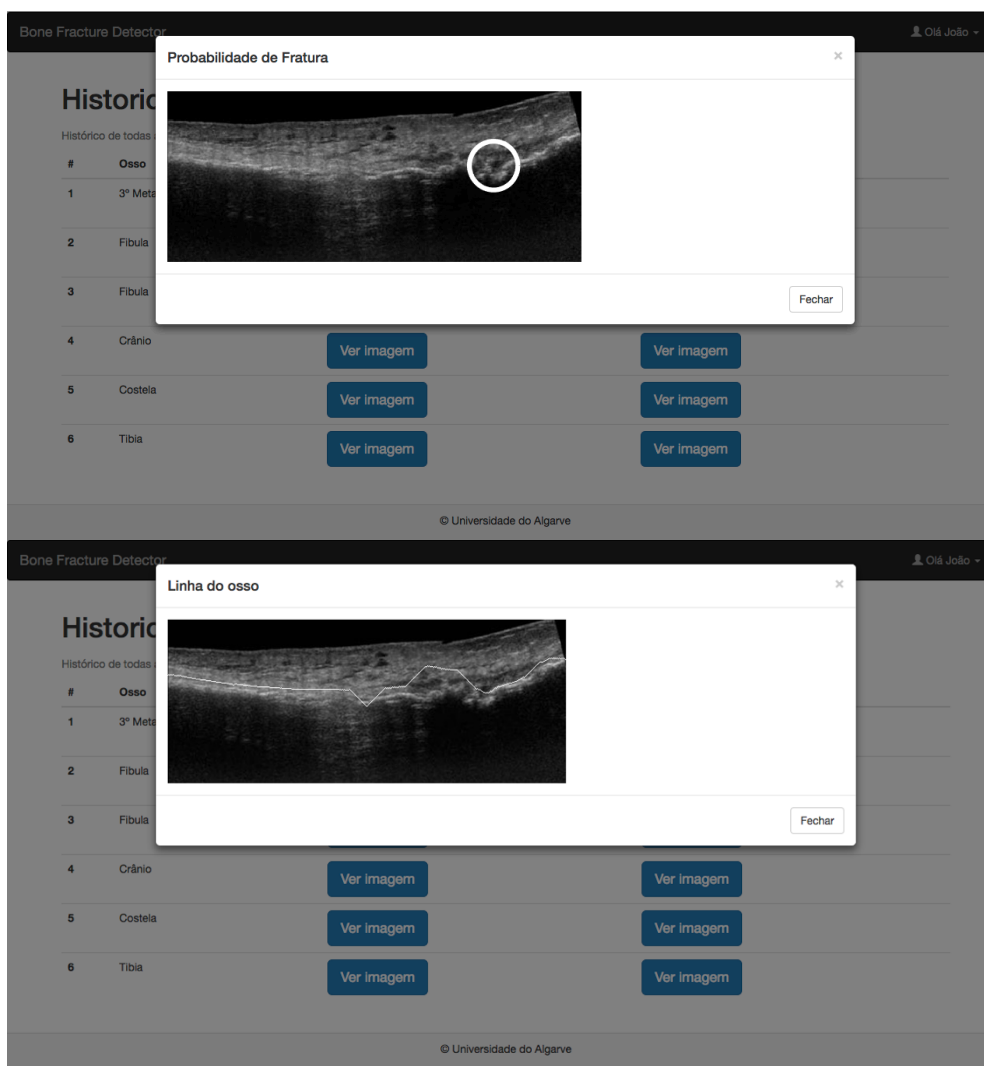 Bone Fracture Detector
Olá João
Probabilidade de Fratura
×
Historic
Histórico de todas
# Osso
1 3º Meta
2 Fibula
3 Fibula
Fechar
4 Crânio Ver imagem Ver imagem
5 Costela Ver imagem Ver imagem
6 Tibia Ver imagem Ver imagem
© Universidade do Algarve
Bone Fracture Detector
Olá João
Linha do osso
×
Historic
Histórico de todas
# Osso
1 3º Meta
2 Fibula
3 Fibula
Fechar
4 Crânio Ver imagem Ver imagem
5 Costela Ver imagem Ver imagem
6 Tibia Ver imagem Ver imagem
© Universidade do Algarve